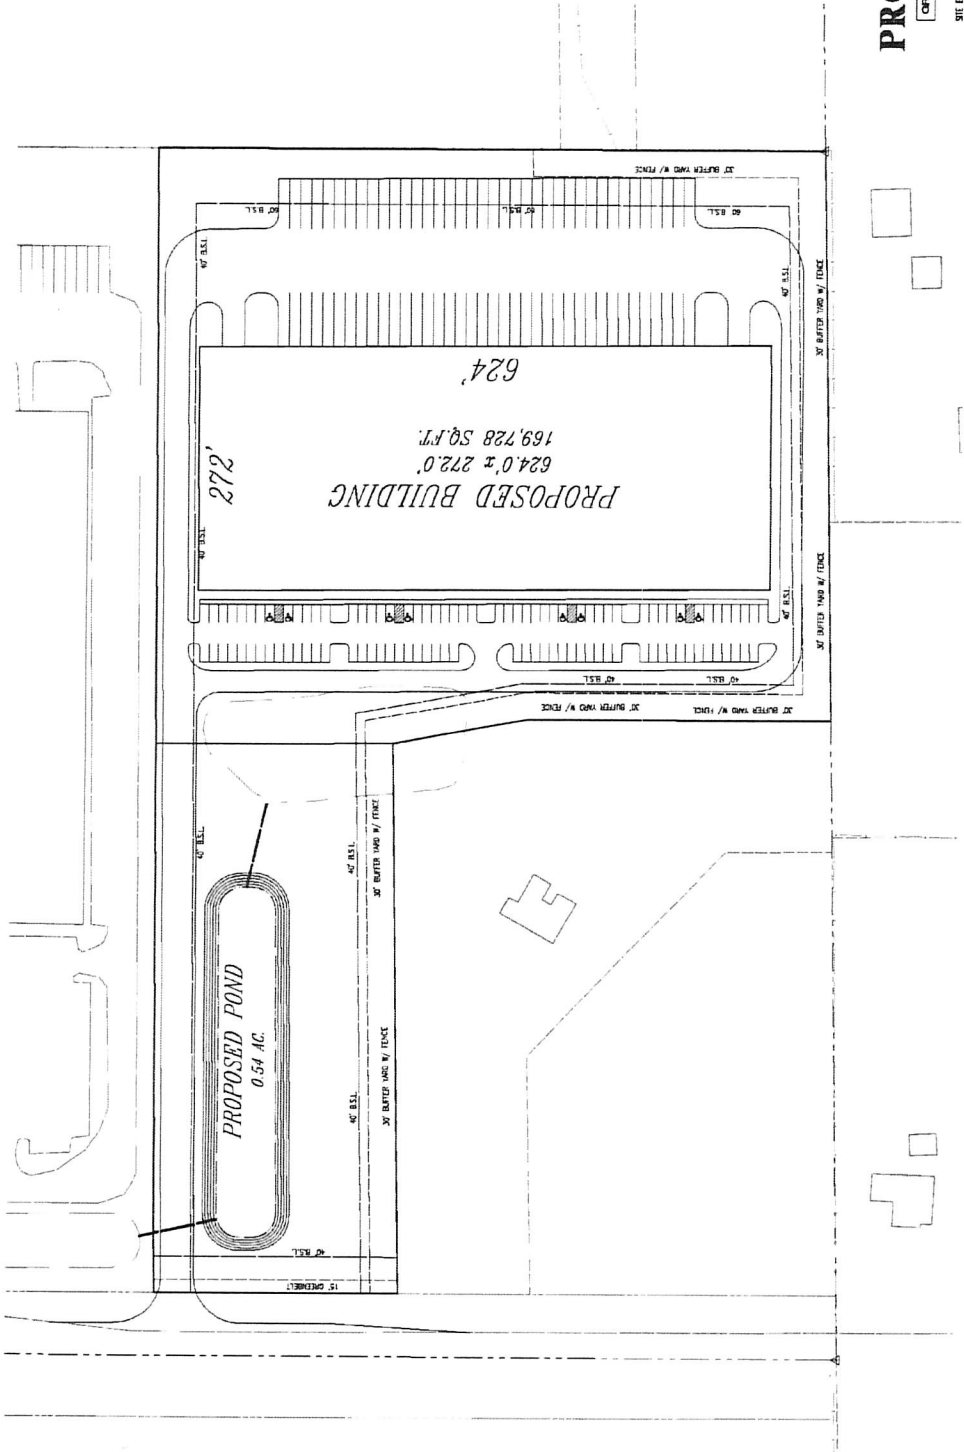 PR
SITE
30' BUFFER YARD W/ FENCE
60' B.S.L.
60' B.S.L.
60' B.S.L.
40' B.S.L.
40' B.S.L.
30' BUFFER YARD W/ FENCE
624'
272'
PROPOSED BUILDING
624.0' x 272.0'
169,728 SQ.FT.
40' B.S.L.
40' B.S.L.
30' BUFFER YARD W/ FENCE
40' B.S.L.
40' B.S.L.
30' BUFFER YARD W/ FENCE
30' BUFFER YARD W/ FENCE
40' B.S.L.
40' B.S.L.
30' BUFFER YARD W/ FENCE
PROPOSED POND
0.54 AC.
40' B.S.L.
30' BUFFER YARD W/ FENCE
40' B.S.L.
15' GREENBELT